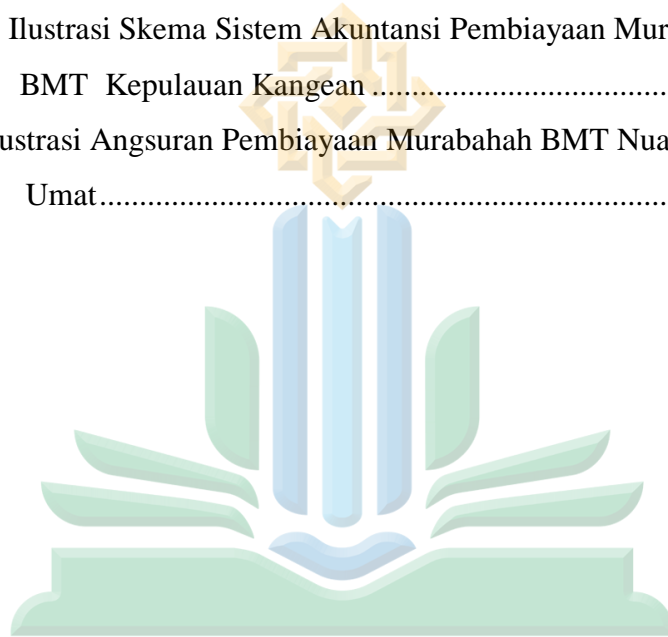 Ilustrasi Skema Sistem Akuntansi Pembiayaan Mur
BMT Kepulauan Kangean .................................
ustrasi Angsuran Pembiayaan Murabahah BMT Nua
Umat.......................................................................